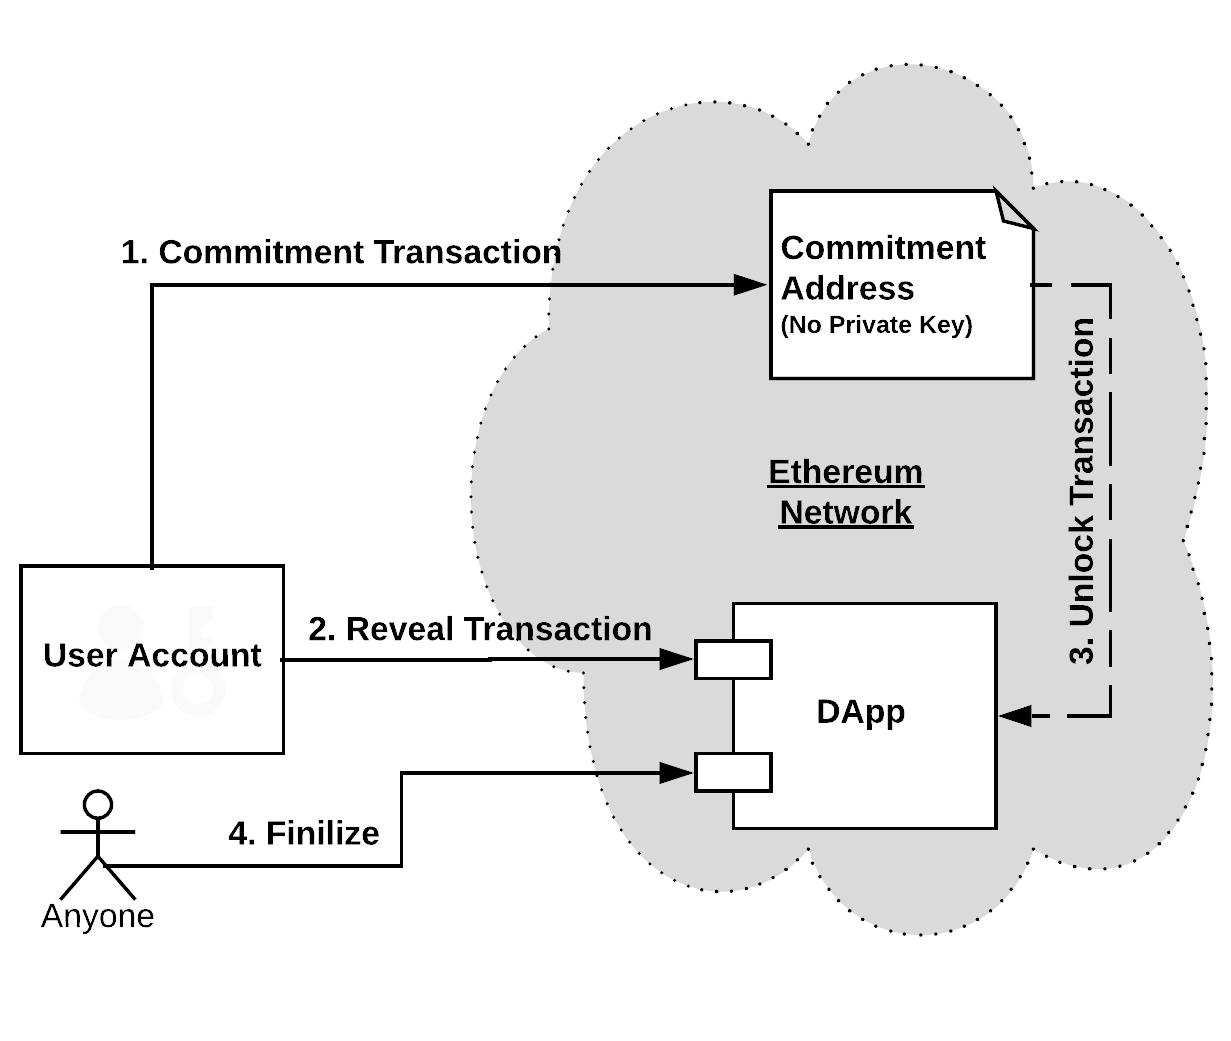 1. Commitment Transaction
Commitment
Address
(No Private Key)
3. Unlock Transaction
Ethereum
Network
2. Reveal Transaction
User Account
DApp
4. Finilize
Anyone